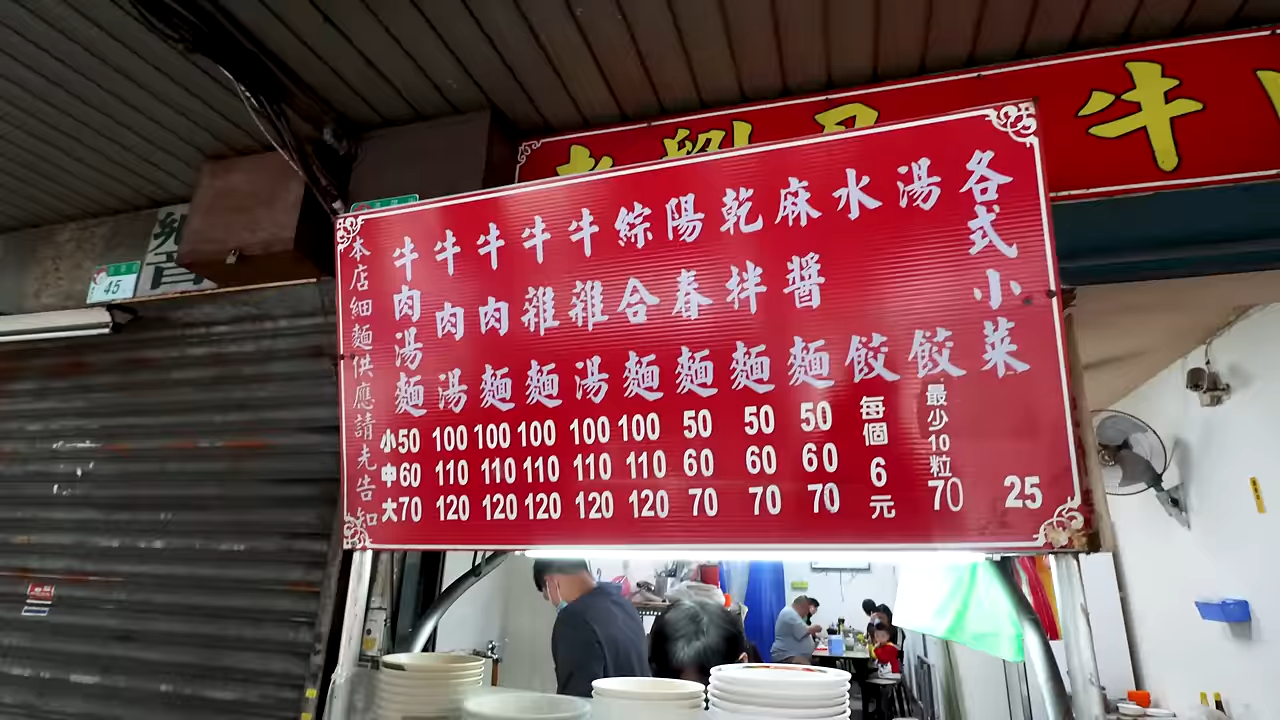 牛
45
本店細麵供應請先告知
牛肉湯麵 小50 中60 大70
牛肉湯 100 110 120
牛肉麵 100 110 120
牛雜麵 100 110 120
牛雜湯 100 110 120
綜合麵 100 110 120
陽春麵 50 60 70
乾拌麵 50 60 70
麻醬麵 50 60 70
水餃 每個6元
湯餃 最少10粒 70
各式小菜 25